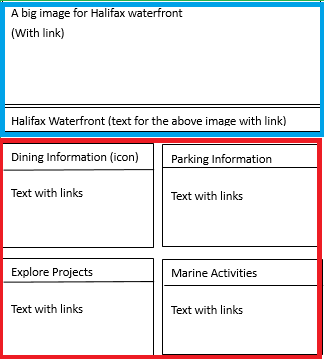 A big image for Halifax waterfront
(With link)
Halifax Waterfront (text for the above image with link)
Dining Information (icon)
Text with links
Parking Information
Text with links
Explore Projects
Text with links
Marine Activities
Text with links